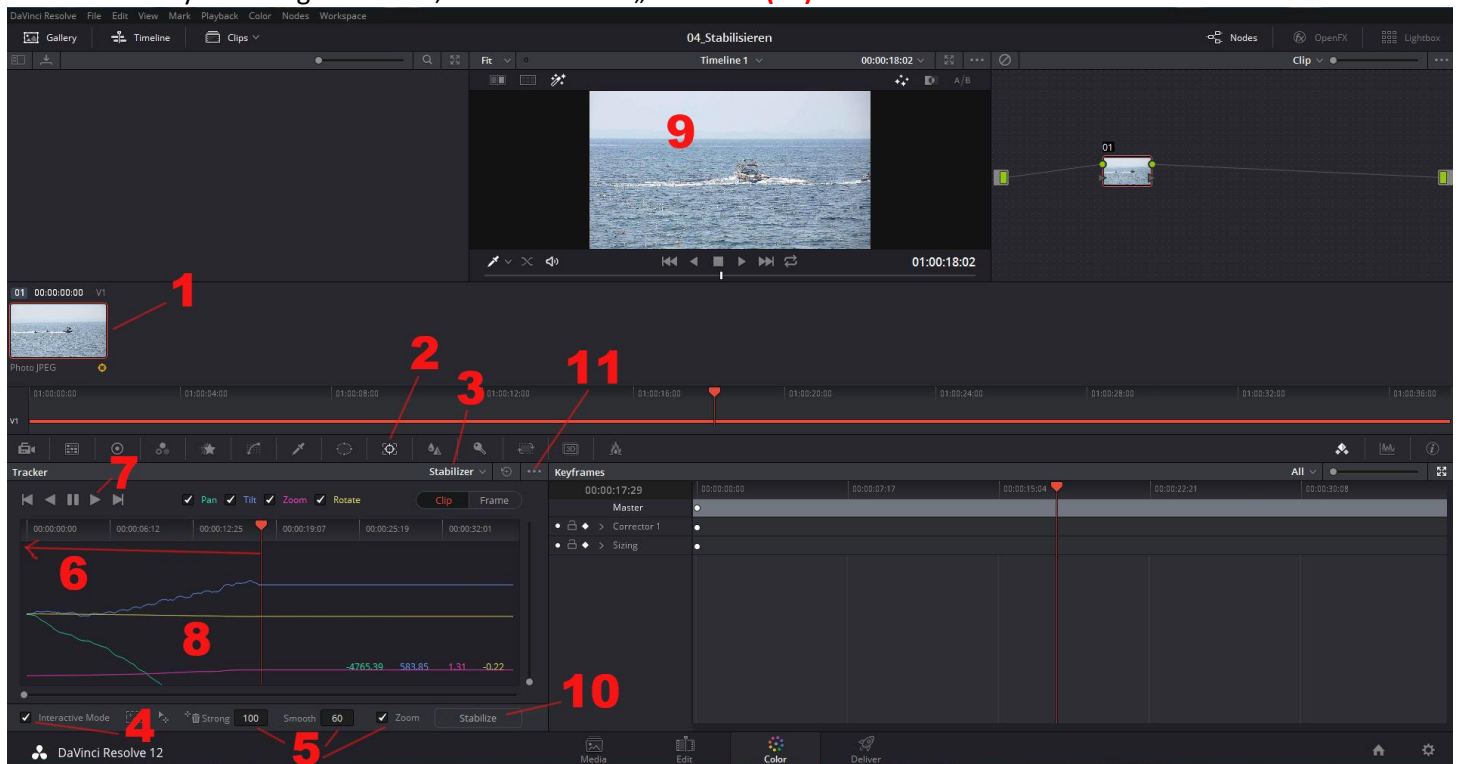 DaVinci Resolve File Edit View Mark Playback Color Nodes Workspace
Gallery Timeline Clips 04_Stabilisieren Nodes OpenFX Lightbox
Fit Timeline 1 00:00:18:02 Clip
A/B
9
01
01:00:18:02
01 00:00:00:00 V1
1
Photo JPEG
2
3
11
01:00:00:00 01:00:04:00 01:00:08:00 01:00:12:00 01:00:16:00 01:00:20:00 01:00:24:00 01:00:28:00 01:00:32:00 01:00:36:00
V1
3D
7
Tracker Stabilizer Keyframes All
00:00:17:29 00:00:00:00 00:00:07:17 00:00:15:04 00:00:22:21 00:00:30:08
Pan Tilt Zoom Rotate Clip Frame
Master
00:00:00:00 00:00:06:12 00:00:12:25 00:00:19:07 00:00:25:19 00:00:32:01
Corrector 1
Sizing
6
8
-4765.39 583.85 1.31 -0.22
10
Interactive Mode Strong 100 Smooth 60 Zoom Stabilize
4
5
DaVinci Resolve 12 Media Edit Color Deliver